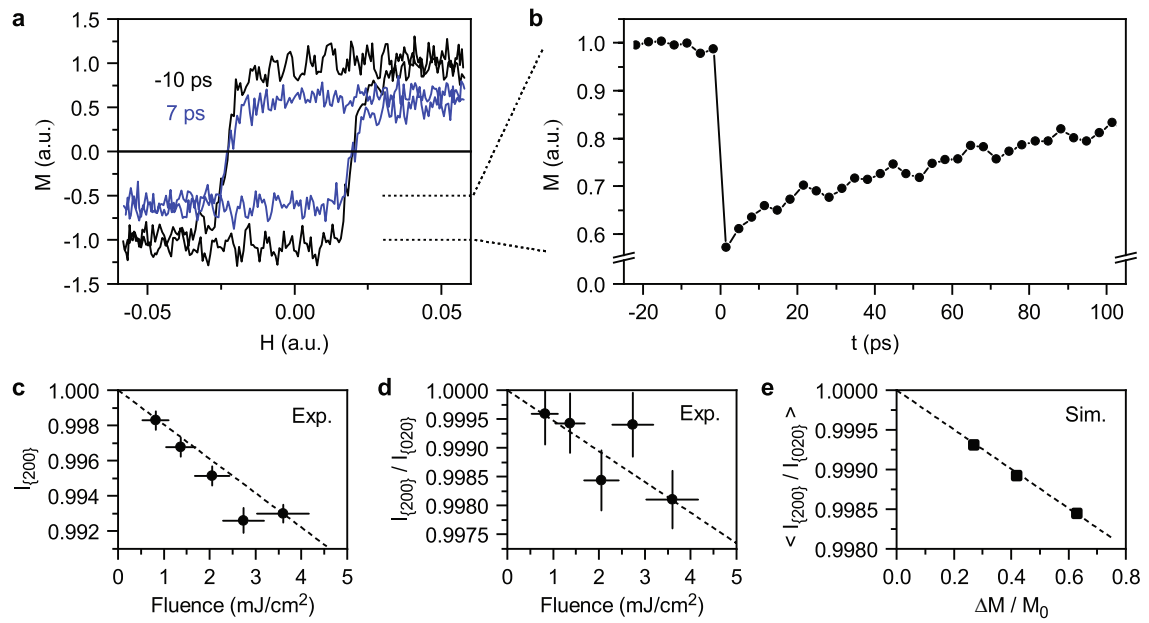 a
1.5
1.0
0.5
0.0
-0.5
-1.0
-1.5
M (a.u.)
-10 ps
7 ps
-0.05
0.00
0.05
H (a.u.)
b
1.0
0.9
0.8
0.7
0.6
0.0
M (a.u.)
-20
0
20
40
60
80
100
t (ps)
c
1.000
0.998
0.996
0.994
0.992
I{200}
Exp.
0
1
2
3
4
5
Fluence (mJ/cm²)
d
1.0000
0.9995
0.9990
0.9985
0.9980
0.9975
I{200} / I{020}
Exp.
0
1
2
3
4
5
Fluence (mJ/cm²)
e
1.0000
0.9995
0.9990
0.9985
0.9980
< I{200} / I{020} >
Sim.
0.0
0.2
0.4
0.6
0.8
ΔM / M₀